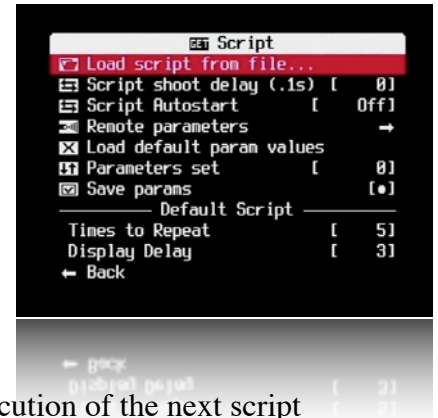 GET Script
Load script from file...
Script shoot delay (.1s) [ 0]
Script Autostart [ Off]
Remote parameters →
Load default param values
Parameters set [ 0]
Save params [•]
Default Script
Times to Repeat [ 5]
Display Delay [ 3]
← Back
cution of the next script